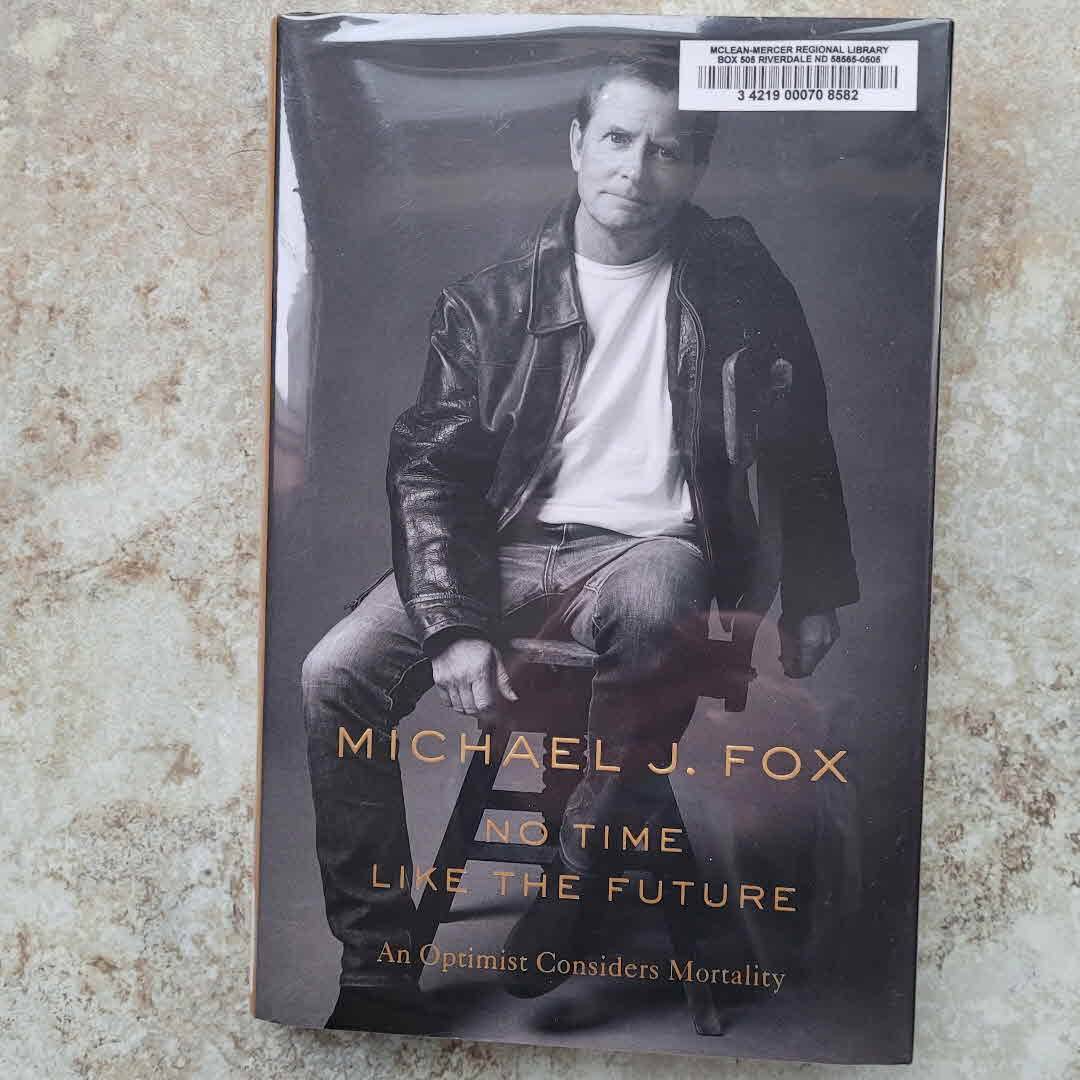 MCLEAN-MERCER REGIONAL LIBRARY
BOX 505 RIVERDALE ND 58565-0505
3 4219 00070 8582
MICHAEL J. FOX
NO TIME
LIKE THE FUTURE
An Optimist Considers Mortality